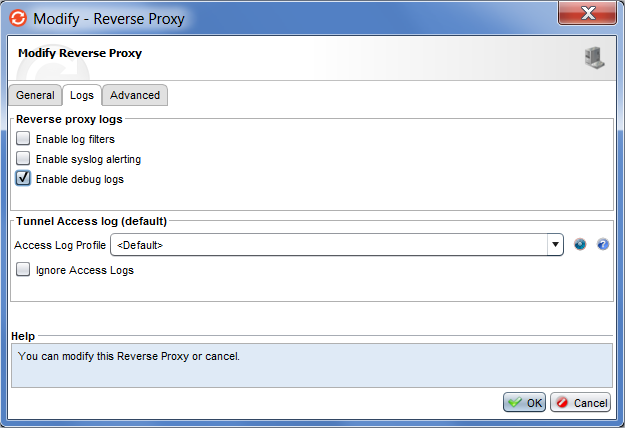 Modify - Reverse Proxy
Modify Reverse Proxy
General Logs Advanced
Reverse proxy logs
Enable log filters
Enable syslog alerting
Enable debug logs
Tunnel Access log (default)
Access Log Profile <Default>
Ignore Access Logs
Help
You can modify this Reverse Proxy or cancel.
OK Cancel